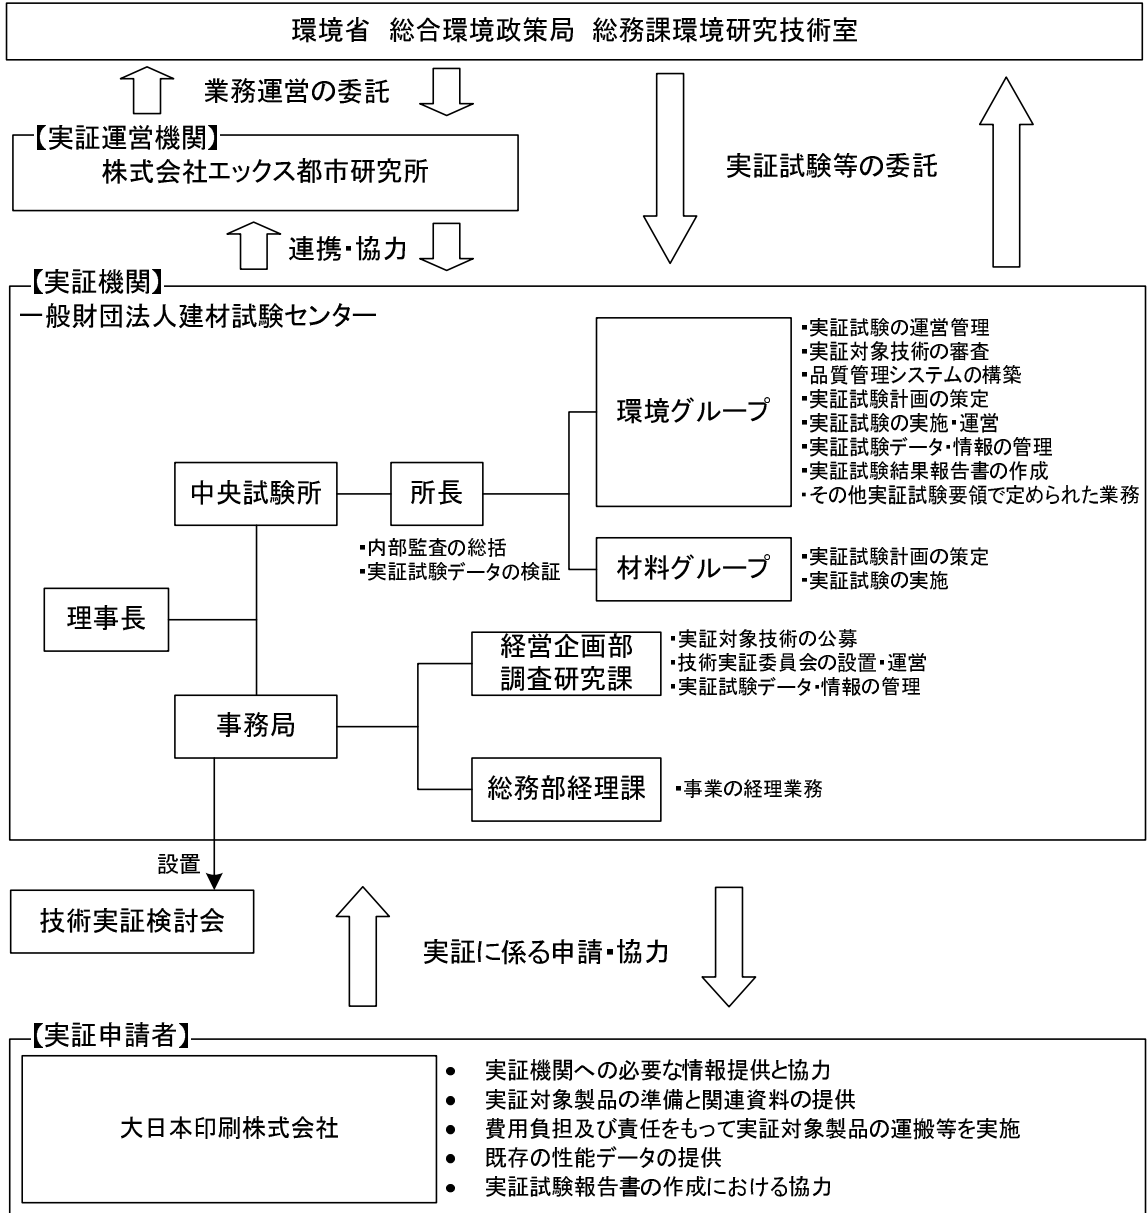 環境省 総合環境政策局 総務課環境研究技術室
業務運営の委託
【実証運営機関】
株式会社エックス都市研究所
実証試験等の委託
連携・協力
【実証機関】
一般財団法人建材試験センター
環境グループ
・実証試験の運営管理
・実証対象技術の審査
・品質管理システムの構築
・実証試験計画の策定
・実証試験の実施・運営
・実証試験データ・情報の管理
・実証試験結果報告書の作成
・その他実証試験要領で定められた業務
中央試験所
所長
・内部監査の総括
・実証試験データの検証
材料グループ
・実証試験計画の策定
・実証試験の実施
理事長
経営企画部
調査研究課
・実証対象技術の公募
・技術実証委員会の設置・運営
・実証試験データ・情報の管理
事務局
総務部経理課
・事業の経理業務
設置
技術実証検討会
実証に係る申請・協力
【実証申請者】
大日本印刷株式会社
• 実証機関への必要な情報提供と協力
• 実証対象製品の準備と関連資料の提供
• 費用負担及び責任をもって実証対象製品の運搬等を実施
• 既存の性能データの提供
• 実証試験報告書の作成における協力